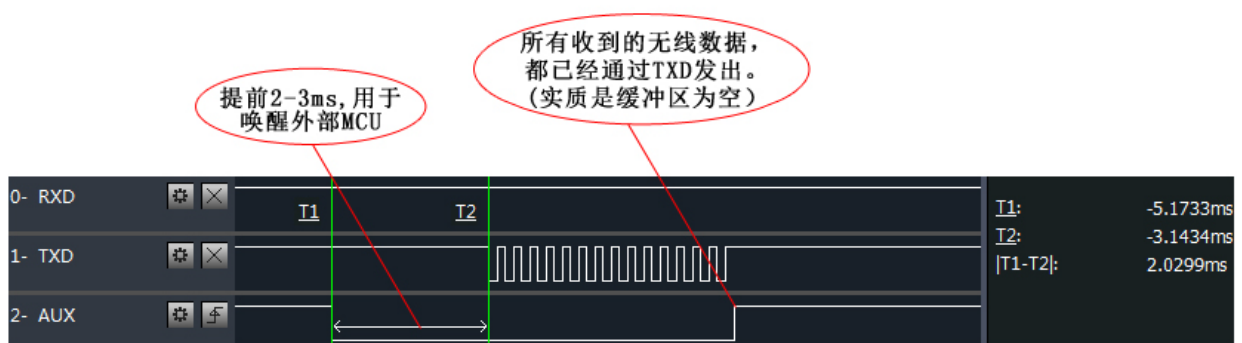 所有收到的无线数据，
都已经通过TXD发出。
(实质是缓冲区为空)
提前2-3ms,用于
唤醒外部MCU
0- RXD
T1
T2
1- TXD
2- AUX
T1: -5.1733ms
T2: -3.1434ms
|T1-T2|: 2.0299ms